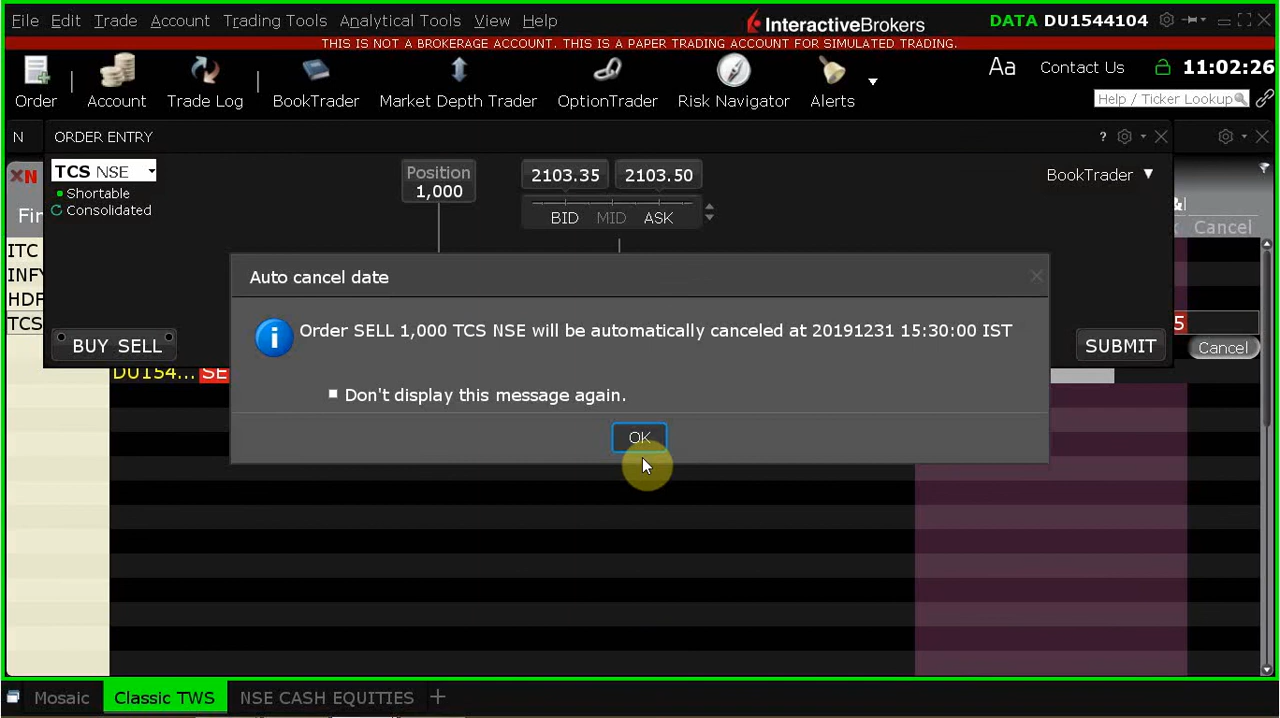 File Edit Trade Account Trading Tools Analytical Tools View Help InteractiveBrokers DATA DU1544104
THIS IS NOT A BROKERAGE ACCOUNT. THIS IS A PAPER TRADING ACCOUNT FOR SIMULATED TRADING.
Order Account Trade Log BookTrader Market Depth Trader OptionTrader Risk Navigator Alerts Aa Contact Us 11:02:26
Help / Ticker Lookup
N ORDER ENTRY ?
N TCS NSE Position 2103.35 2103.50 BookTrader
Shortable 1,000
Consolidated BID MID ASK
Fir Cancel
ITC
INFY
HDF
TCS 5
Auto cancel date
Order SELL 1,000 TCS NSE will be automatically canceled at 20191231 15:30:00 IST
BUY SELL SUBMIT Cancel
DU154... SE
Don't display this message again.
OK
Mosaic Classic TWS NSE CASH EQUITIES +